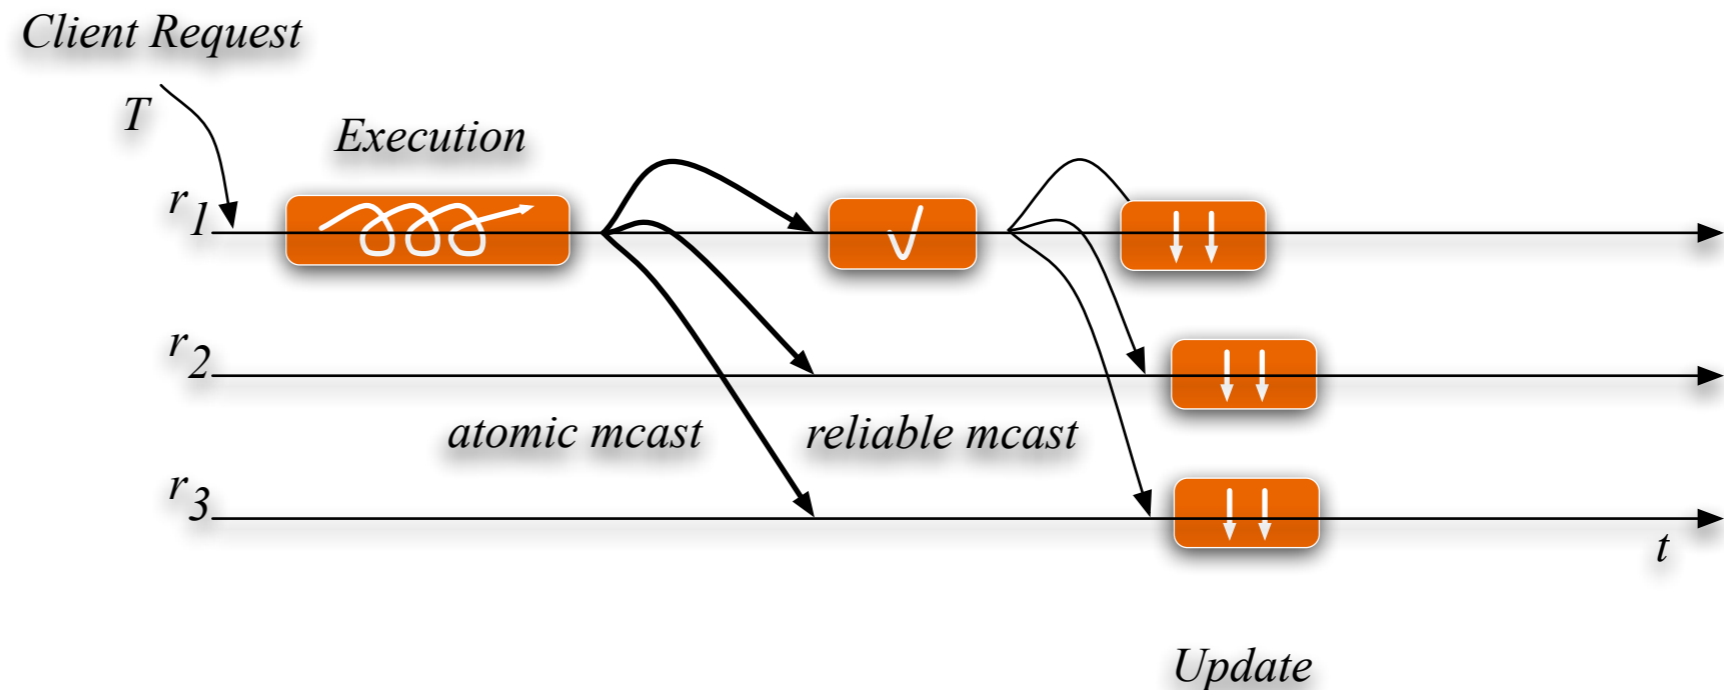 Client Request
T
Execution
r1
r2
atomic mcast
reliable mcast
r3
t
Update